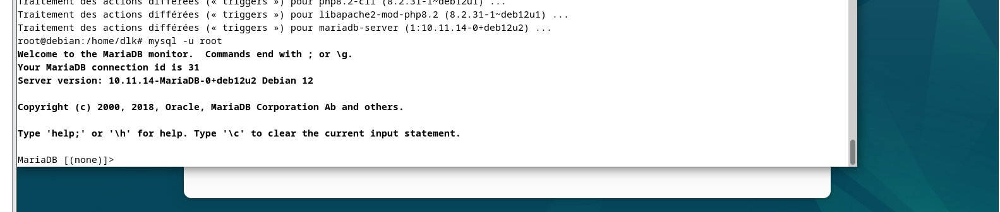 Traitement des actions différées (« triggers ») pour php8.2-cli (8.2.31-1~deb12u1) ...
Traitement des actions différées (« triggers ») pour libapache2-mod-php8.2 (8.2.31-1~deb12u1) ...
Traitement des actions différées (« triggers ») pour mariadb-server (1:10.11.14-0+deb12u2) ...
root@debian:/home/dlk# mysql -u root
Welcome to the MariaDB monitor.  Commands end with ; or \g.
Your MariaDB connection id is 31
Server version: 10.11.14-MariaDB-0+deb12u2 Debian 12
Copyright (c) 2000, 2018, Oracle, MariaDB Corporation Ab and others.
Type 'help;' or '\h' for help. Type '\c' to clear the current input statement.
MariaDB [(none)]>